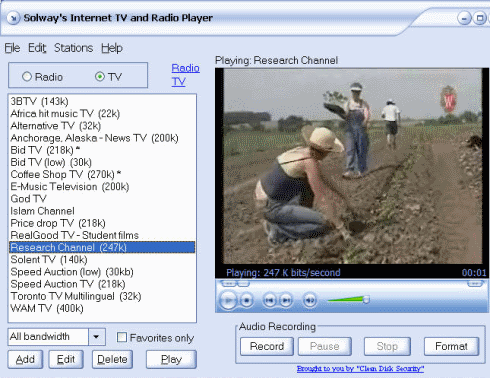 Solway's Internet TV and Radio Player
File Edit Stations Help
Radio TV
Radio
TV
3BTV (143k)
Africa hit music TV (22k)
Alternative TV (32k)
Anchorage, Alaska - News TV (200k)
Bid TV (218k) *
Bid TV (low) (30k)
Coffee Shop TV (270k) *
E-Music Television (200k)
God TV
Islam Channel
Price drop TV (218k)
RealGood TV - Student films
Research Channel (247k)
Solent TV (140k)
Speed Auction (low) (30kb)
Speed Auction TV (218k)
Toronto TV Multilingual (32k)
WAM TV (400k)
All bandwidth
Favorites only
Add Edit Delete Play
Playing: Research Channel
W
Playing: 247 K bits/second 00:01
Audio Recording
Record Pause Stop Format
Brought to you by "Clean Disk Security"